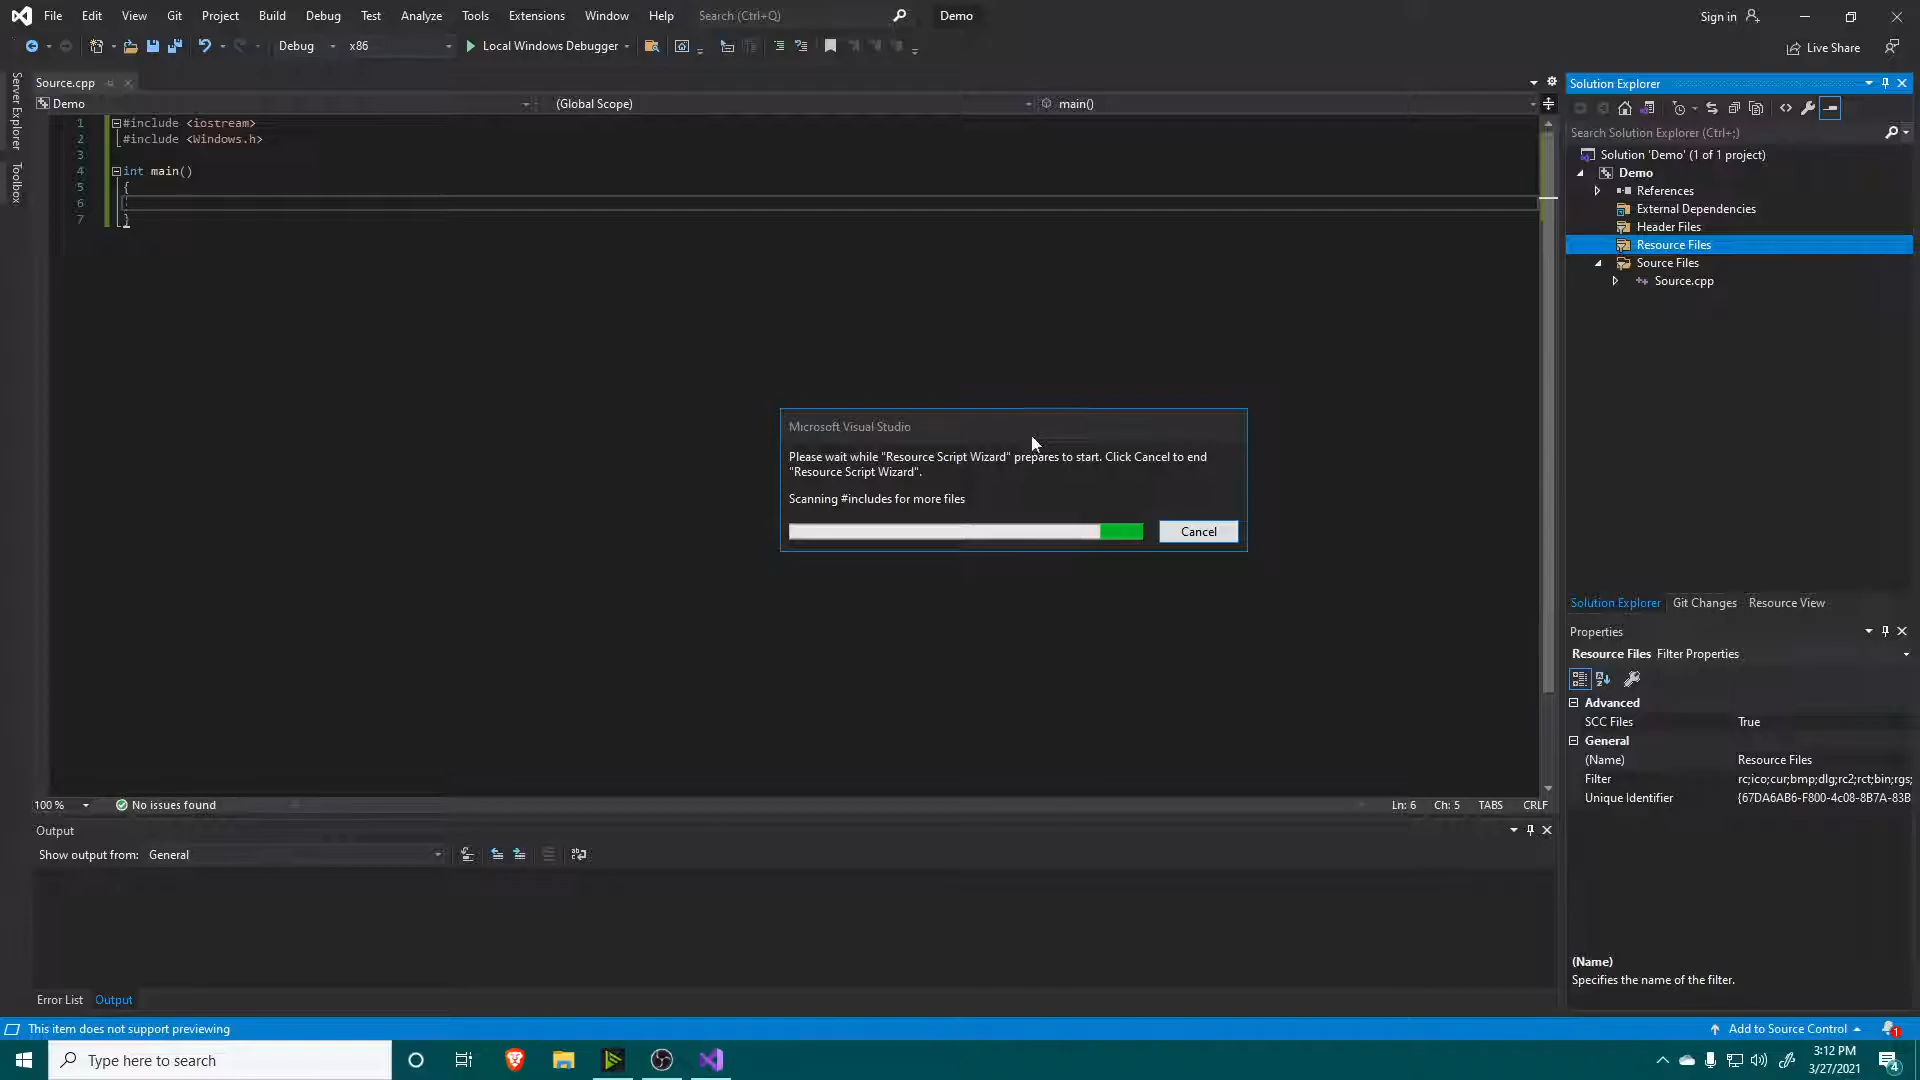 File Edit View Git Project Build Debug Test Analyze Tools Extensions Window Help Search (Ctrl+Q) Demo Sign in
Debug x86 Local Windows Debugger Live Share
Server Explorer
Toolbox
Source.cpp
Demo (Global Scope) main()
1 #include <iostream>
2 #include <Windows.h>
3
4 int main()
5 {
6
7 }
Microsoft Visual Studio
Please wait while "Resource Script Wizard" prepares to start. Click Cancel to end
"Resource Script Wizard".
Scanning #includes for more files
Cancel
100 % No issues found Ln: 6 Ch: 5 TABS CRLF
Output
Show output from: General
Error List Output
Solution Explorer
Search Solution Explorer (Ctrl+;)
Solution 'Demo' (1 of 1 project)
Demo
References
External Dependencies
Header Files
Resource Files
Source Files
Source.cpp
Solution Explorer Git Changes Resource View
Properties
Resource Files Filter Properties
Advanced
SCC Files True
General
(Name) Resource Files
Filter rc;ico;cur;bmp;dlg;rc2;rct;bin;rgs;
Unique Identifier {67DA6AB6-F800-4c08-8B7A-83B
(Name)
Specifies the name of the filter.
This item does not support previewing Add to Source Control 1
Type here to search
3:12 PM
3/27/2021
4